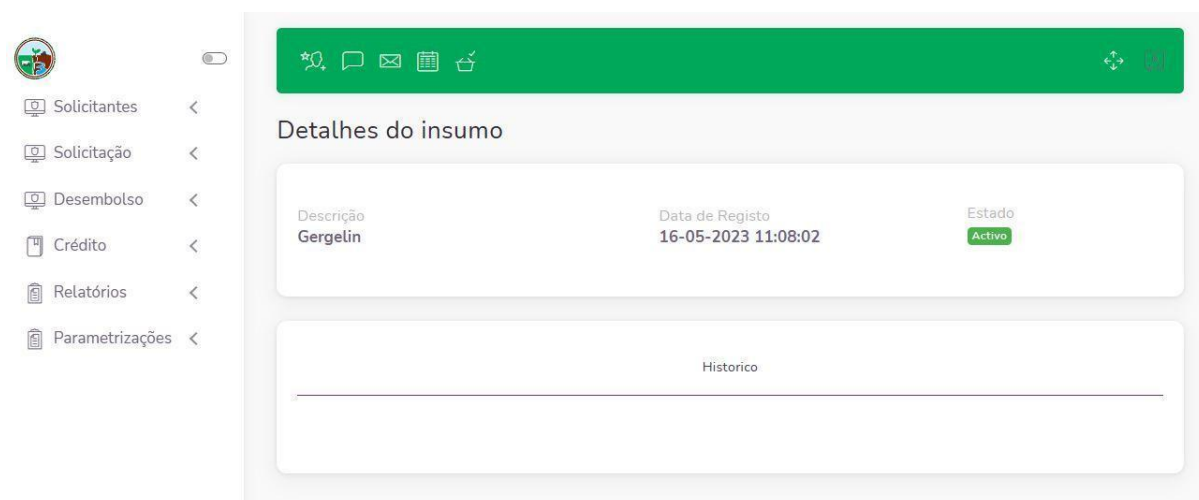 Solicitantes
Solicitação
Desembolso
Crédito
Relatórios
Parametrizações
Detalhes do insumo
Descrição
Gergelin
Data de Registo
16-05-2023 11:08:02
Estado
Activo
Historico